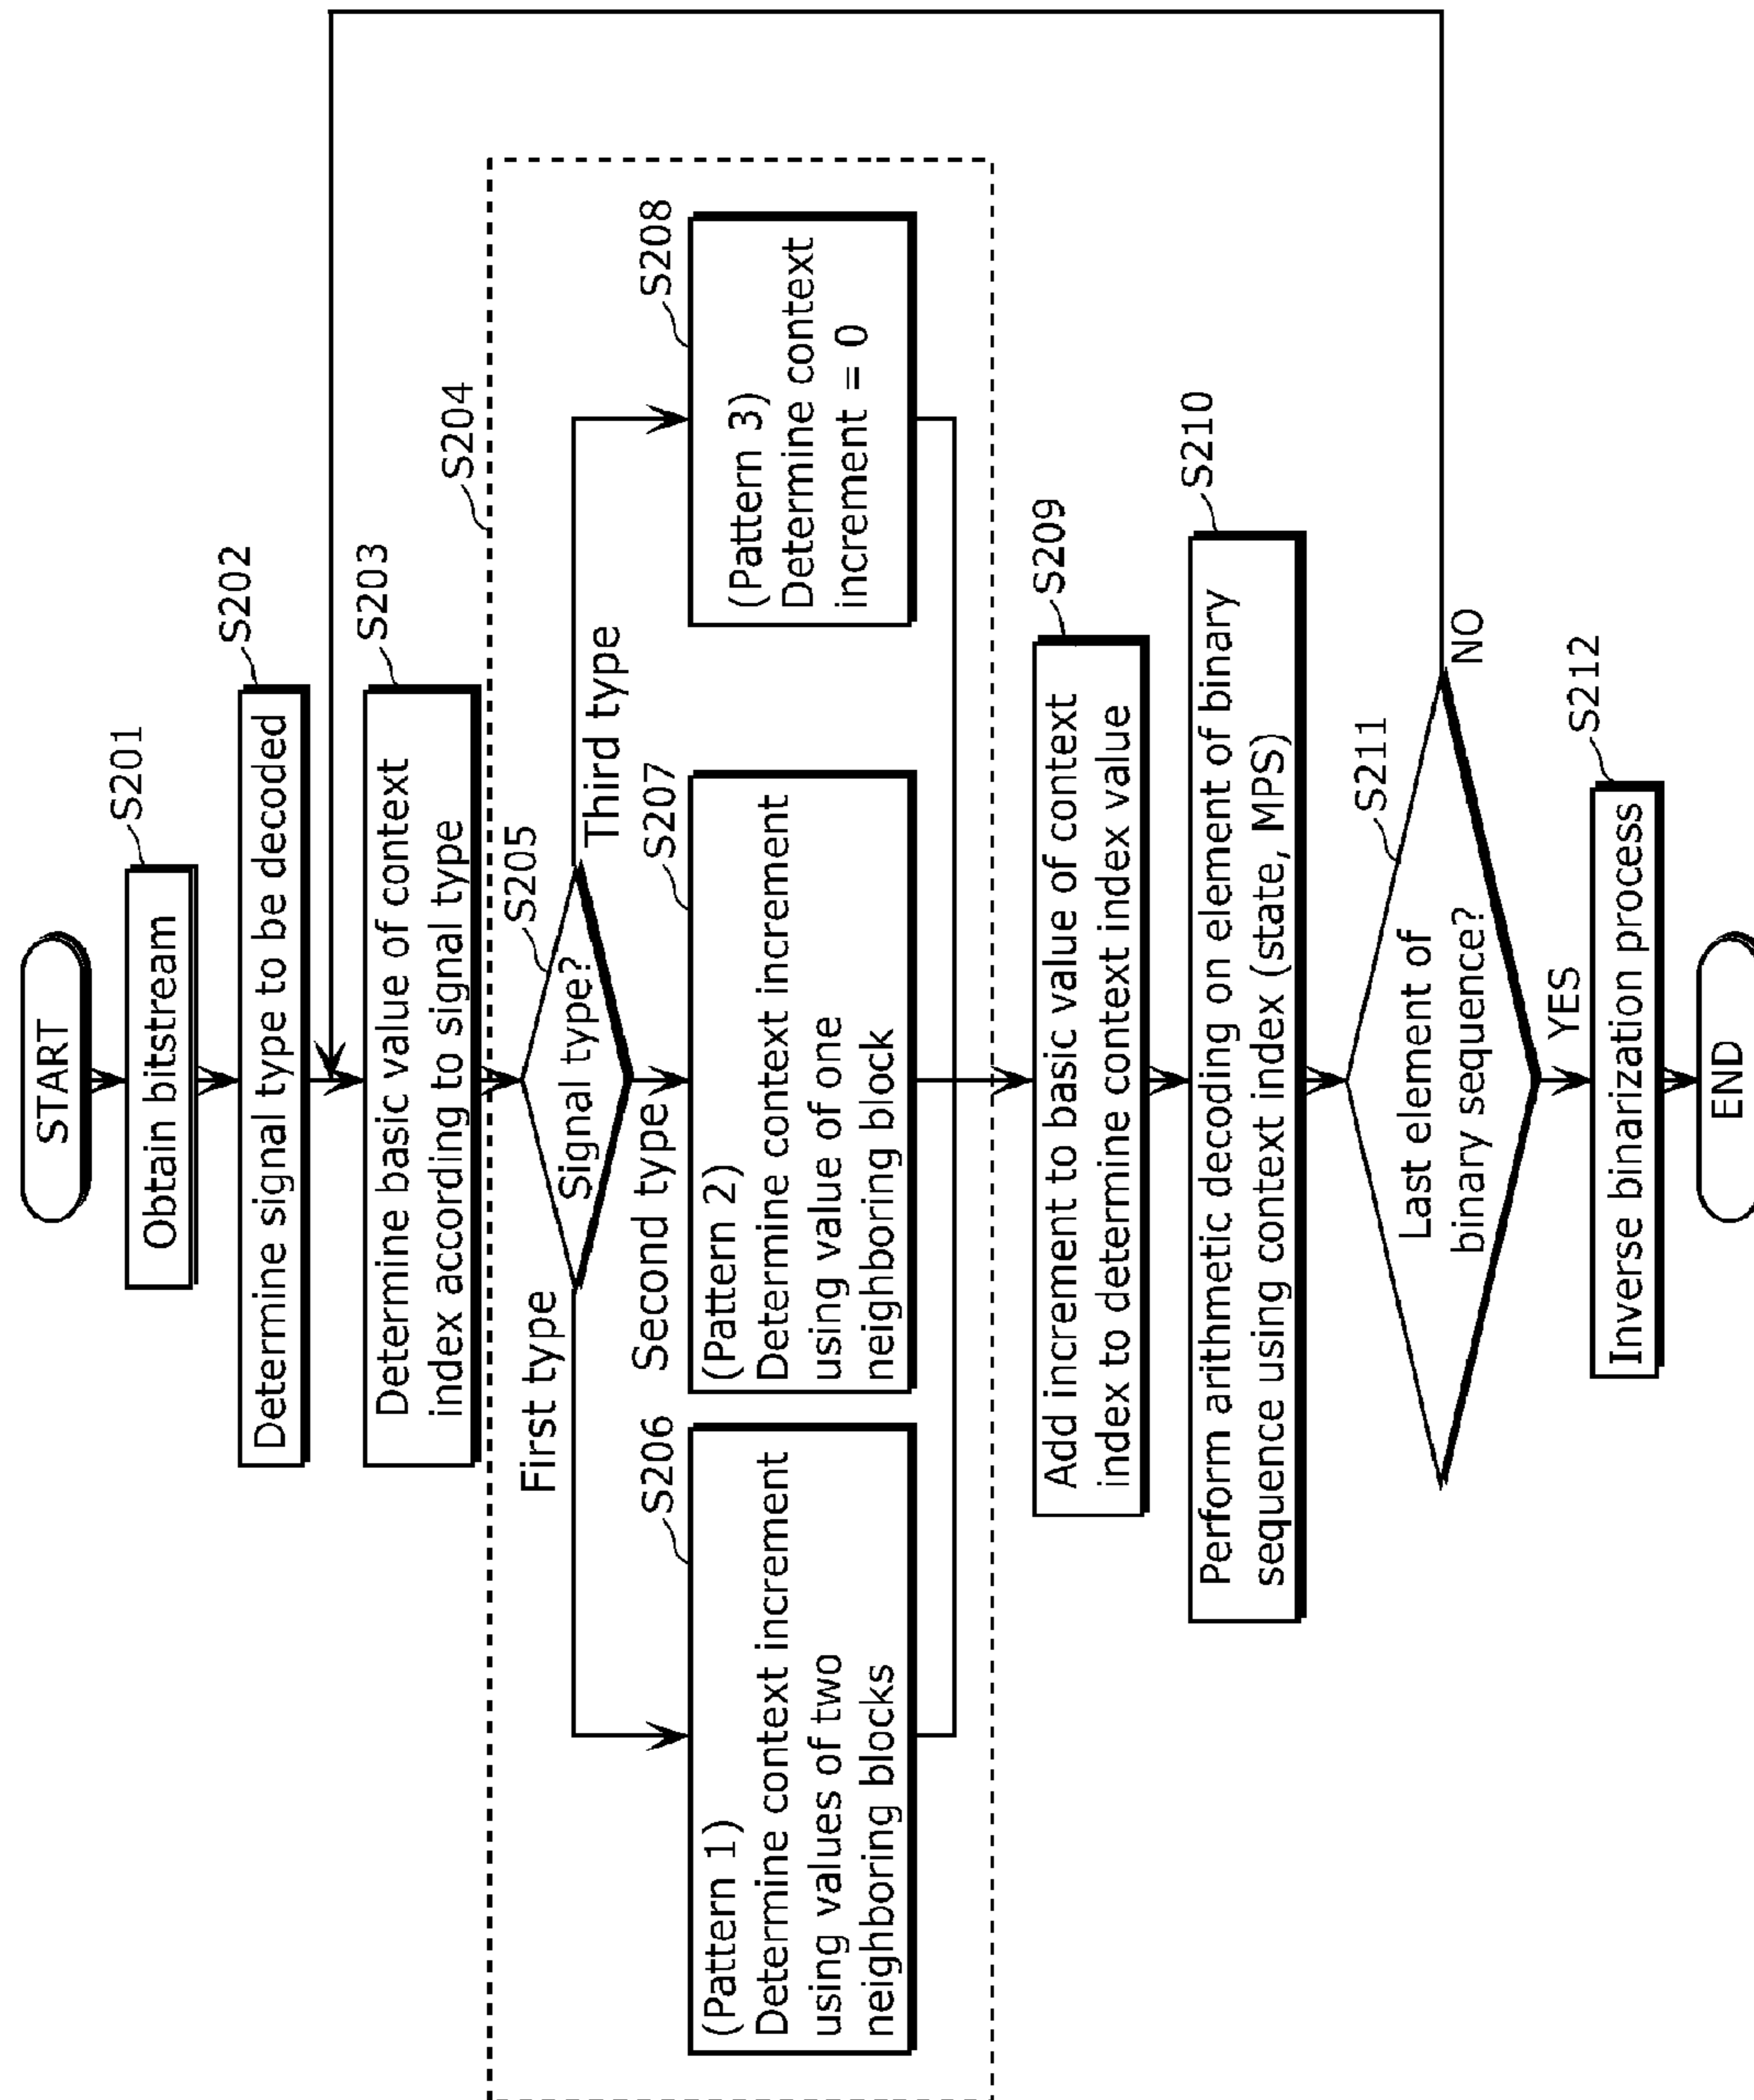 START
S201
Obtain bitstream
S202
Determine signal type to be decoded
S203
Determine basic value of context
index according to signal type
S204
S205
Signal type?
First type
Second type
Third type
S206
(Pattern 1)
Determine context increment
using values of two
neighboring blocks
S207
(Pattern 2)
Determine context increment
using value of one
neighboring block
S208
(Pattern 3)
Determine context
increment = 0
S209
Add increment to basic value of context
index to determine context index value
S210
Perform arithmetic decoding on element of binary
sequence using context index (state, MPS)
S211
Last element of
binary sequence?
NO
YES
S212
Inverse binarization process
END